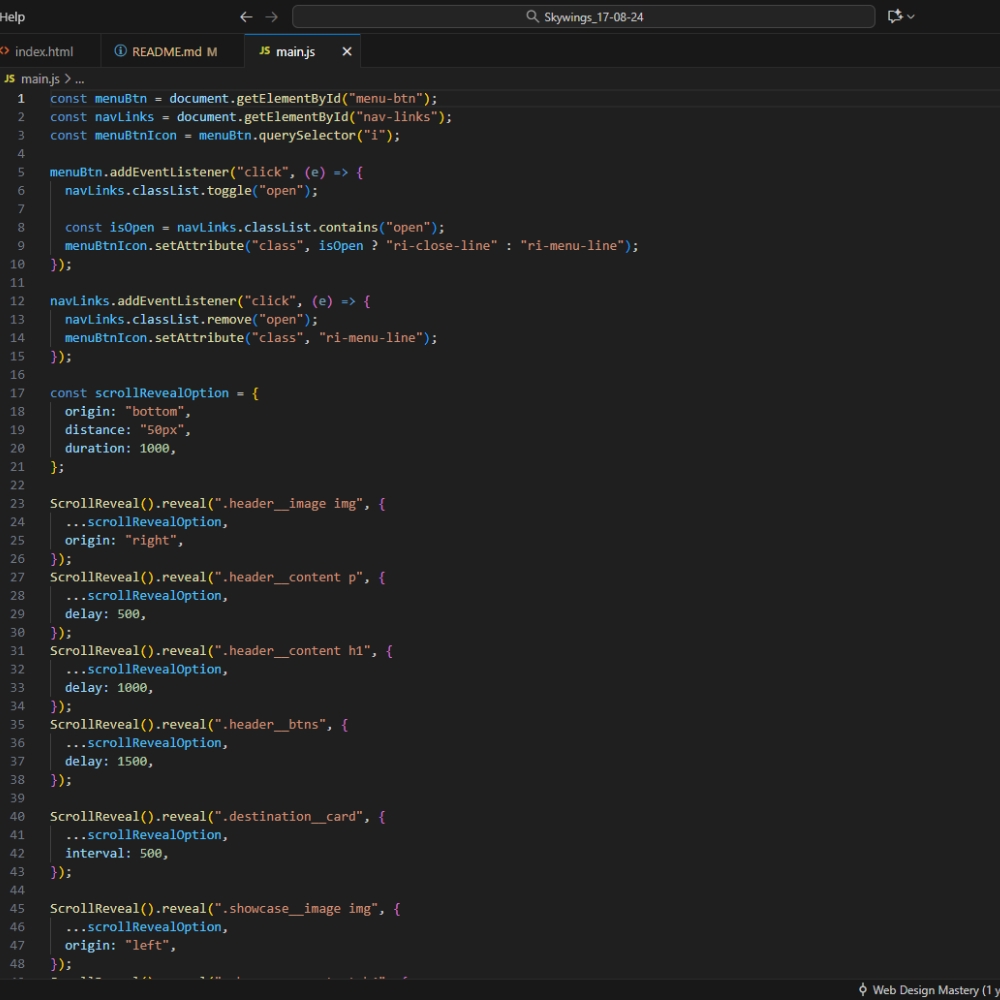 Help
Skywings_17-08-24
index.html
README.md M
JS main.js
JS main.js > ...
1 const menuBtn = document.getElementById("menu-btn");
2 const navLinks = document.getElementById("nav-links");
3 const menuBtnIcon = menuBtn.querySelector("i");
4
5 menuBtn.addEventListener("click", (e) => {
6   navLinks.classList.toggle("open");
7
8   const isOpen = navLinks.classList.contains("open");
9   menuBtnIcon.setAttribute("class", isOpen ? "ri-close-line" : "ri-menu-line");
10 });
11
12 navLinks.addEventListener("click", (e) => {
13   navLinks.classList.remove("open");
14   menuBtnIcon.setAttribute("class", "ri-menu-line");
15 });
16
17 const scrollRevealOption = {
18   origin: "bottom",
19   distance: "50px",
20   duration: 1000,
21 };
22
23 ScrollReveal().reveal(".header__image img", {
24   ...scrollRevealOption,
25   origin: "right",
26 });
27 ScrollReveal().reveal(".header__content p", {
28   ...scrollRevealOption,
29   delay: 500,
30 });
31 ScrollReveal().reveal(".header__content h1", {
32   ...scrollRevealOption,
33   delay: 1000,
34 });
35 ScrollReveal().reveal(".header__btns", {
36   ...scrollRevealOption,
37   delay: 1500,
38 });
39
40 ScrollReveal().reveal(".destination__card", {
41   ...scrollRevealOption,
42   interval: 500,
43 });
44
45 ScrollReveal().reveal(".showcase__image img", {
46   ...scrollRevealOption,
47   origin: "left",
48 });
Web Design Mastery (1 y